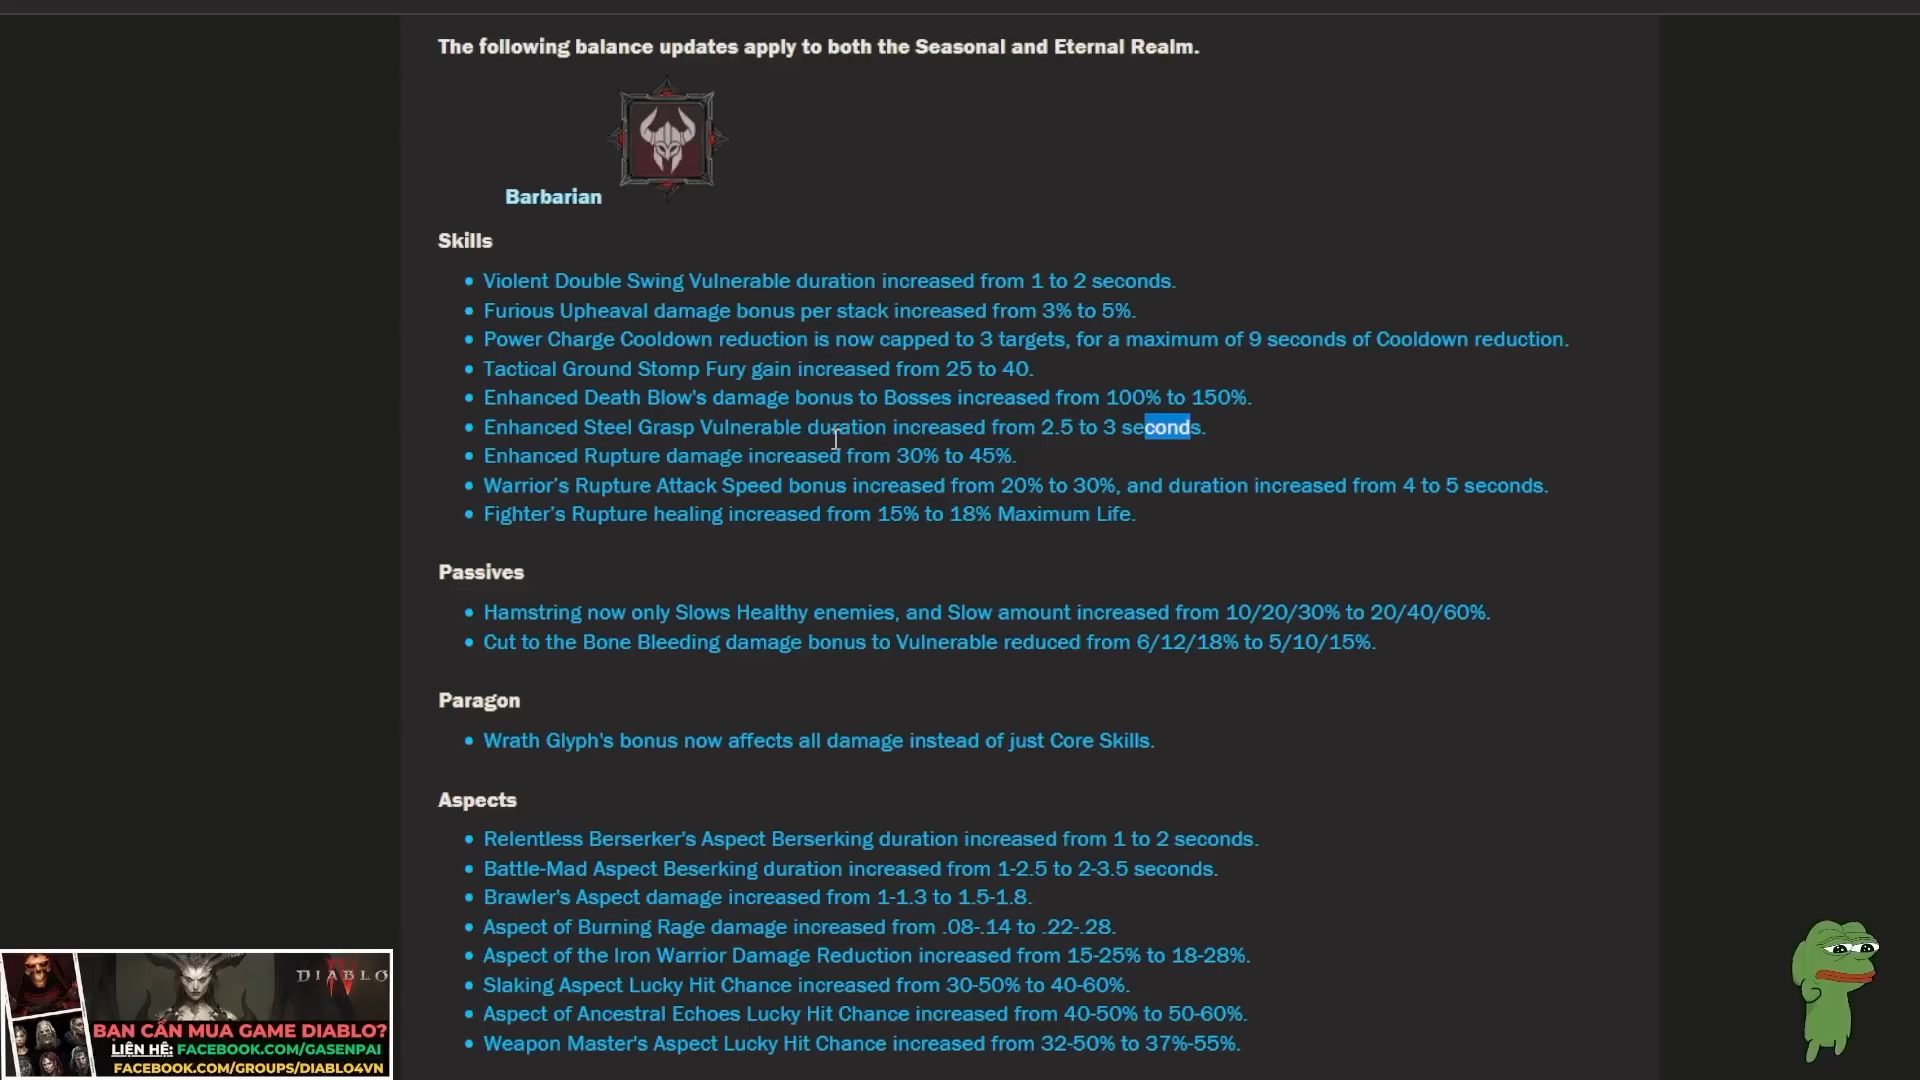 The following balance updates apply to both the Seasonal and Eternal Realm.
Barbarian
Skills
Violent Double Swing Vulnerable duration increased from 1 to 2 seconds.
Furious Upheaval damage bonus per stack increased from 3% to 5%.
Power Charge Cooldown reduction is now capped to 3 targets, for a maximum of 9 seconds of Cooldown reduction.
Tactical Ground Stomp Fury gain increased from 25 to 40.
Enhanced Death Blow's damage bonus to Bosses increased from 100% to 150%.
Enhanced Steel Grasp Vulnerable duration increased from 2.5 to 3 seconds.
Enhanced Rupture damage increased from 30% to 45%.
Warrior's Rupture Attack Speed bonus increased from 20% to 30%, and duration increased from 4 to 5 seconds.
Fighter's Rupture healing increased from 15% to 18% Maximum Life.
Passives
Hamstring now only Slows Healthy enemies, and Slow amount increased from 10/20/30% to 20/40/60%.
Cut to the Bone Bleeding damage bonus to Vulnerable reduced from 6/12/18% to 5/10/15%.
Paragon
Wrath Glyph's bonus now affects all damage instead of just Core Skills.
Aspects
Relentless Berserker's Aspect Berserking duration increased from 1 to 2 seconds.
Battle-Mad Aspect Beserking duration increased from 1-2.5 to 2-3.5 seconds.
Brawler's Aspect damage increased from 1-1.3 to 1.5-1.8.
Aspect of Burning Rage damage increased from .08-.14 to .22-.28.
Aspect of the Iron Warrior Damage Reduction increased from 15-25% to 18-28%.
Slaking Aspect Lucky Hit Chance increased from 30-50% to 40-60%.
Aspect of Ancestral Echoes Lucky Hit Chance increased from 40-50% to 50-60%.
Weapon Master's Aspect Lucky Hit Chance increased from 32-50% to 37%-55%.
DIABLO
IV
BẠN CẦN MUA GAME DIABLO?
LIÊN HỆ: FACEBOOK.COM/GASENPAI
FACEBOOK.COM/GROUPS/DIABLO4VN